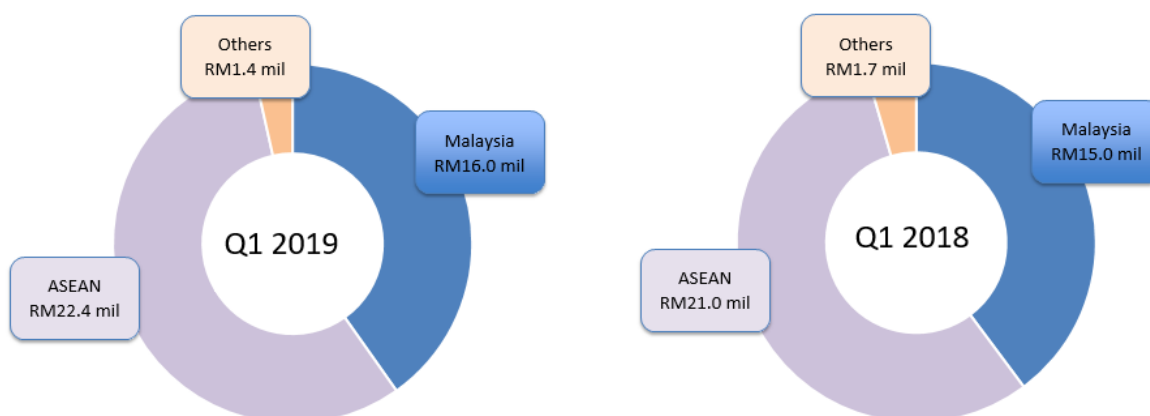 Others
RM1.4 mil
Malaysia
RM16.0 mil
Q1 2019
ASEAN
RM22.4 mil
Others
RM1.7 mil
Malaysia
RM15.0 mil
Q1 2018
ASEAN
RM21.0 mil